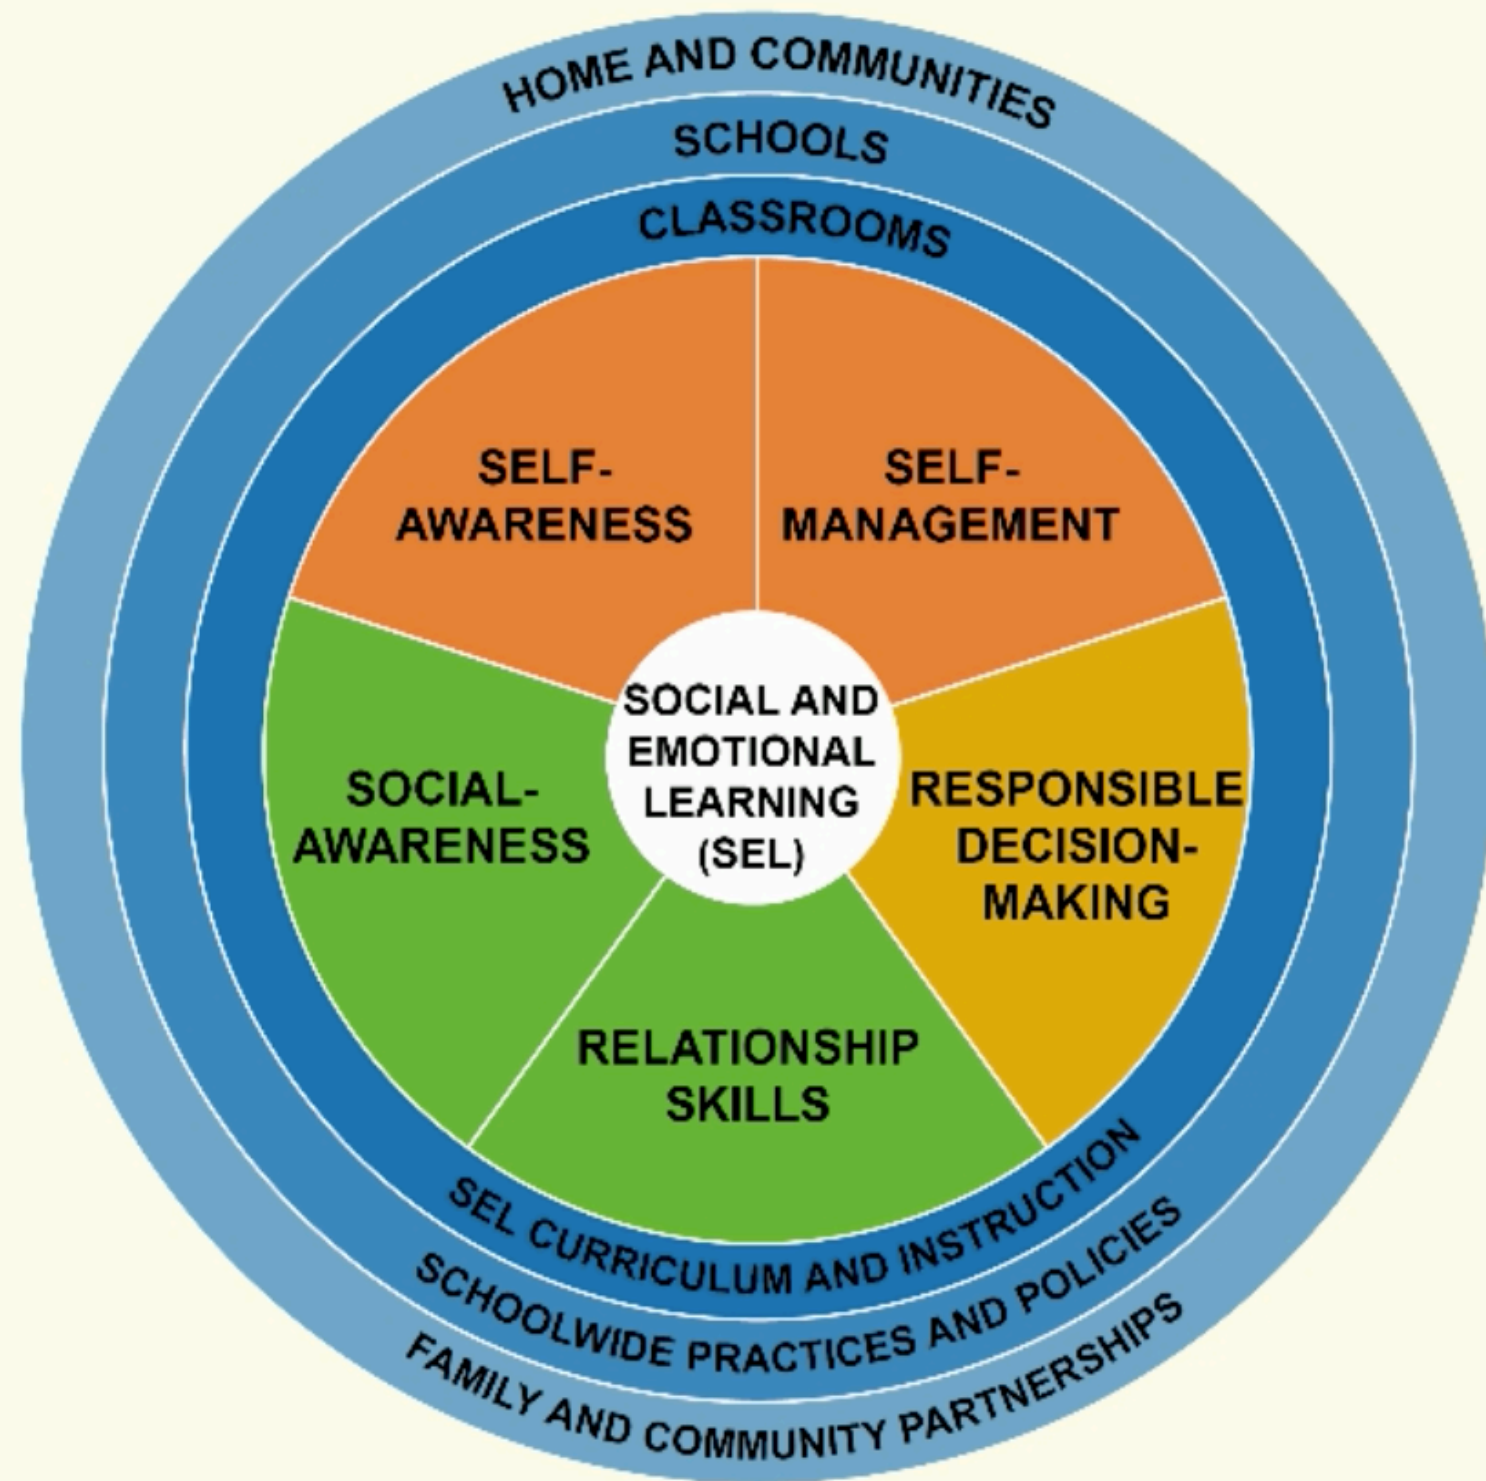 HOME AND COMMUNITIES
SCHOOLS
CLASSROOMS
SELF-
AWARENESS
SELF-
MANAGEMENT
SOCIAL AND
EMOTIONAL
LEARNING
(SEL)
SOCIAL-
AWARENESS
RESPONSIBLE
DECISION-
MAKING
RELATIONSHIP
SKILLS
SEL CURRICULUM AND INSTRUCTION
SCHOOLWIDE PRACTICES AND POLICIES
FAMILY AND COMMUNITY PARTNERSHIPS